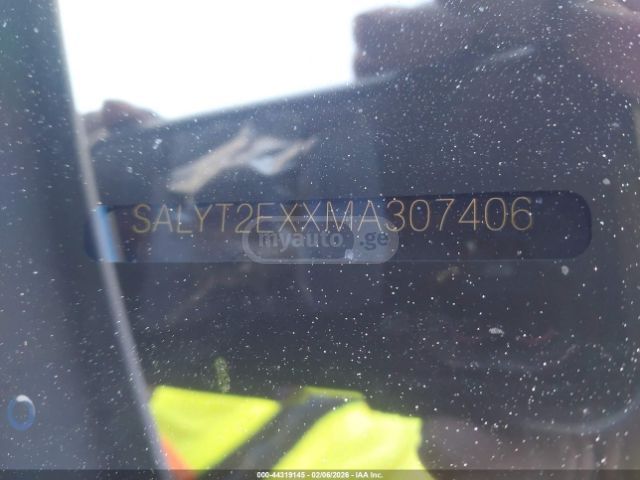 SALYT2EXXMA307406
myauto.ge
000-44319145 - 02/06/2026 - IAA Inc.